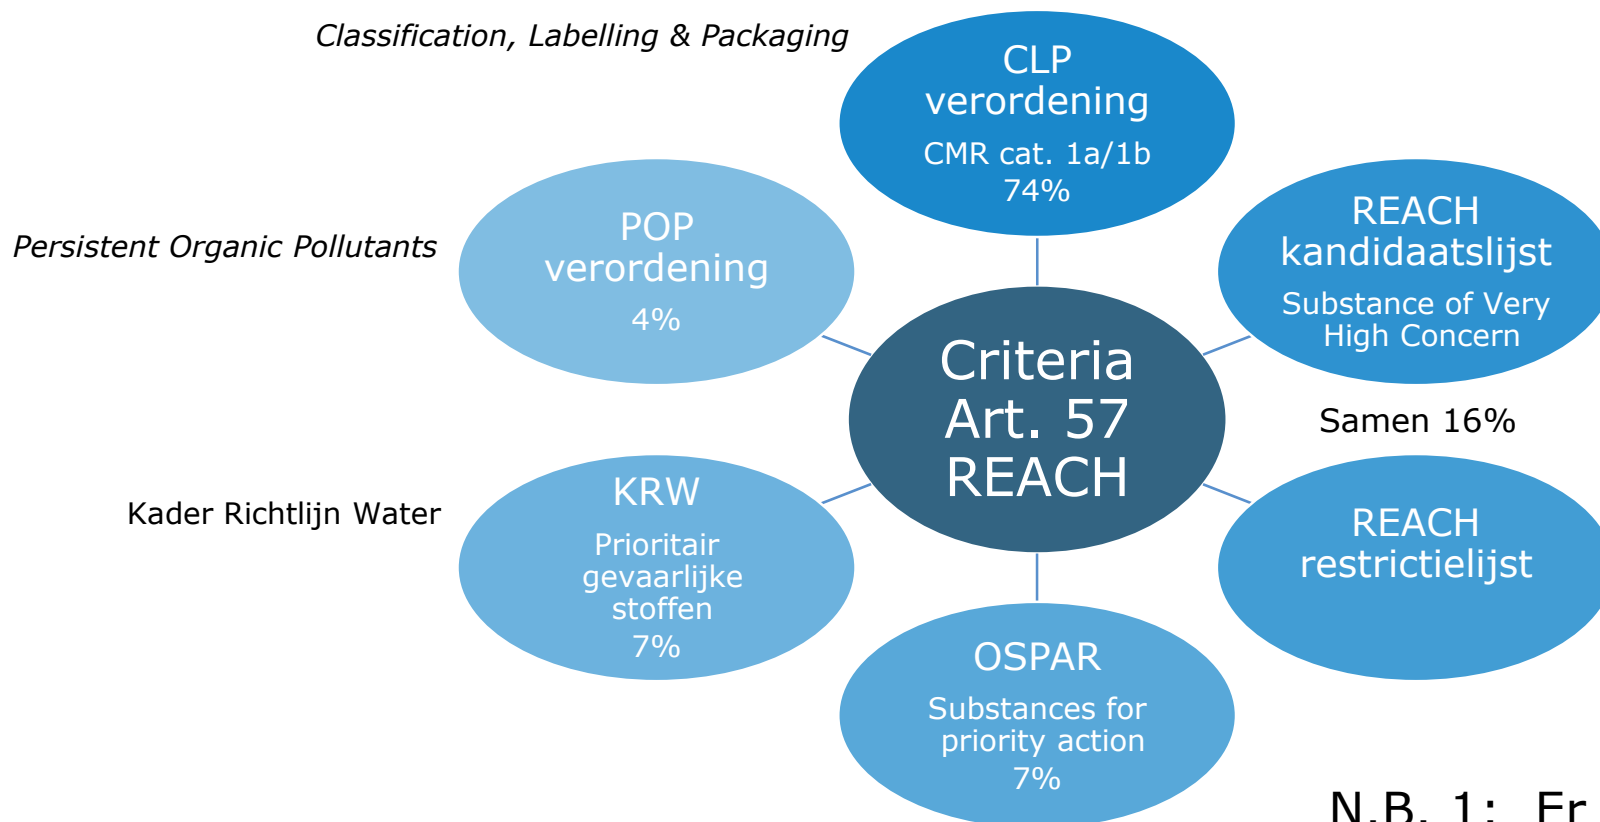 Classification, Labelling & Packaging
CLP
verordening
CMR cat. 1a/1b
74%
REACH
kandidaatslijst
Substance of Very
High Concern
POP
verordening
4%
Persistent Organic Pollutants
Criteria
Art. 57
REACH
Samen 16%
KRW
Prioritair
gevaarlijke
stoffen
7%
Kader Richtlijn Water
REACH
restrictielijst
OSPAR
Substances for
priority action
7%
N.B. 1: Er